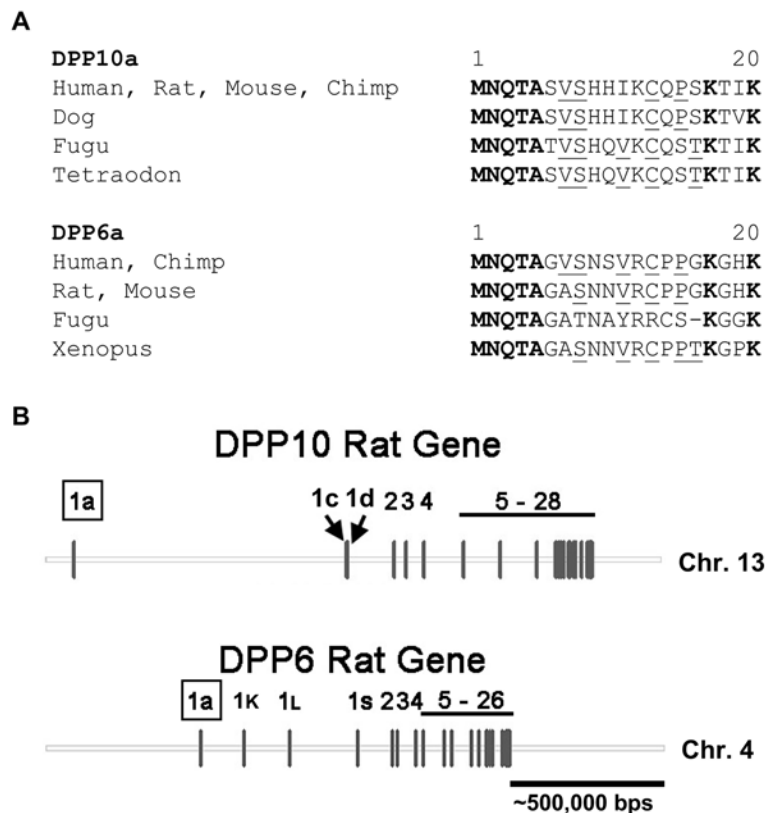 A
DPP10a 1 20
Human, Rat, Mouse, Chimp MNQTASVSHHIKCQPSKTIK
Dog MNQTASVSHHIKCQPSKTVK
Fugu MNQTATVSHQVKCQSTKTIK
Tetraodon MNQTASVSHQVKCQSTKTIK
DPP6a 1 20
Human, Chimp MNQTAGVSNSVRCPPGKGHK
Rat, Mouse MNQTAGASNNVRCPPGKGHK
Fugu MNQTAGATNAYRRCS-KGGK
Xenopus MNQTAGASNNVRCPPTKGPK
B
DPP10 Rat Gene
1a 1c 1d 2 3 4 5 - 28
Chr. 13
DPP6 Rat Gene
1a 1K 1L 1s 2 3 4 5 - 26
Chr. 4
~500,000 bps